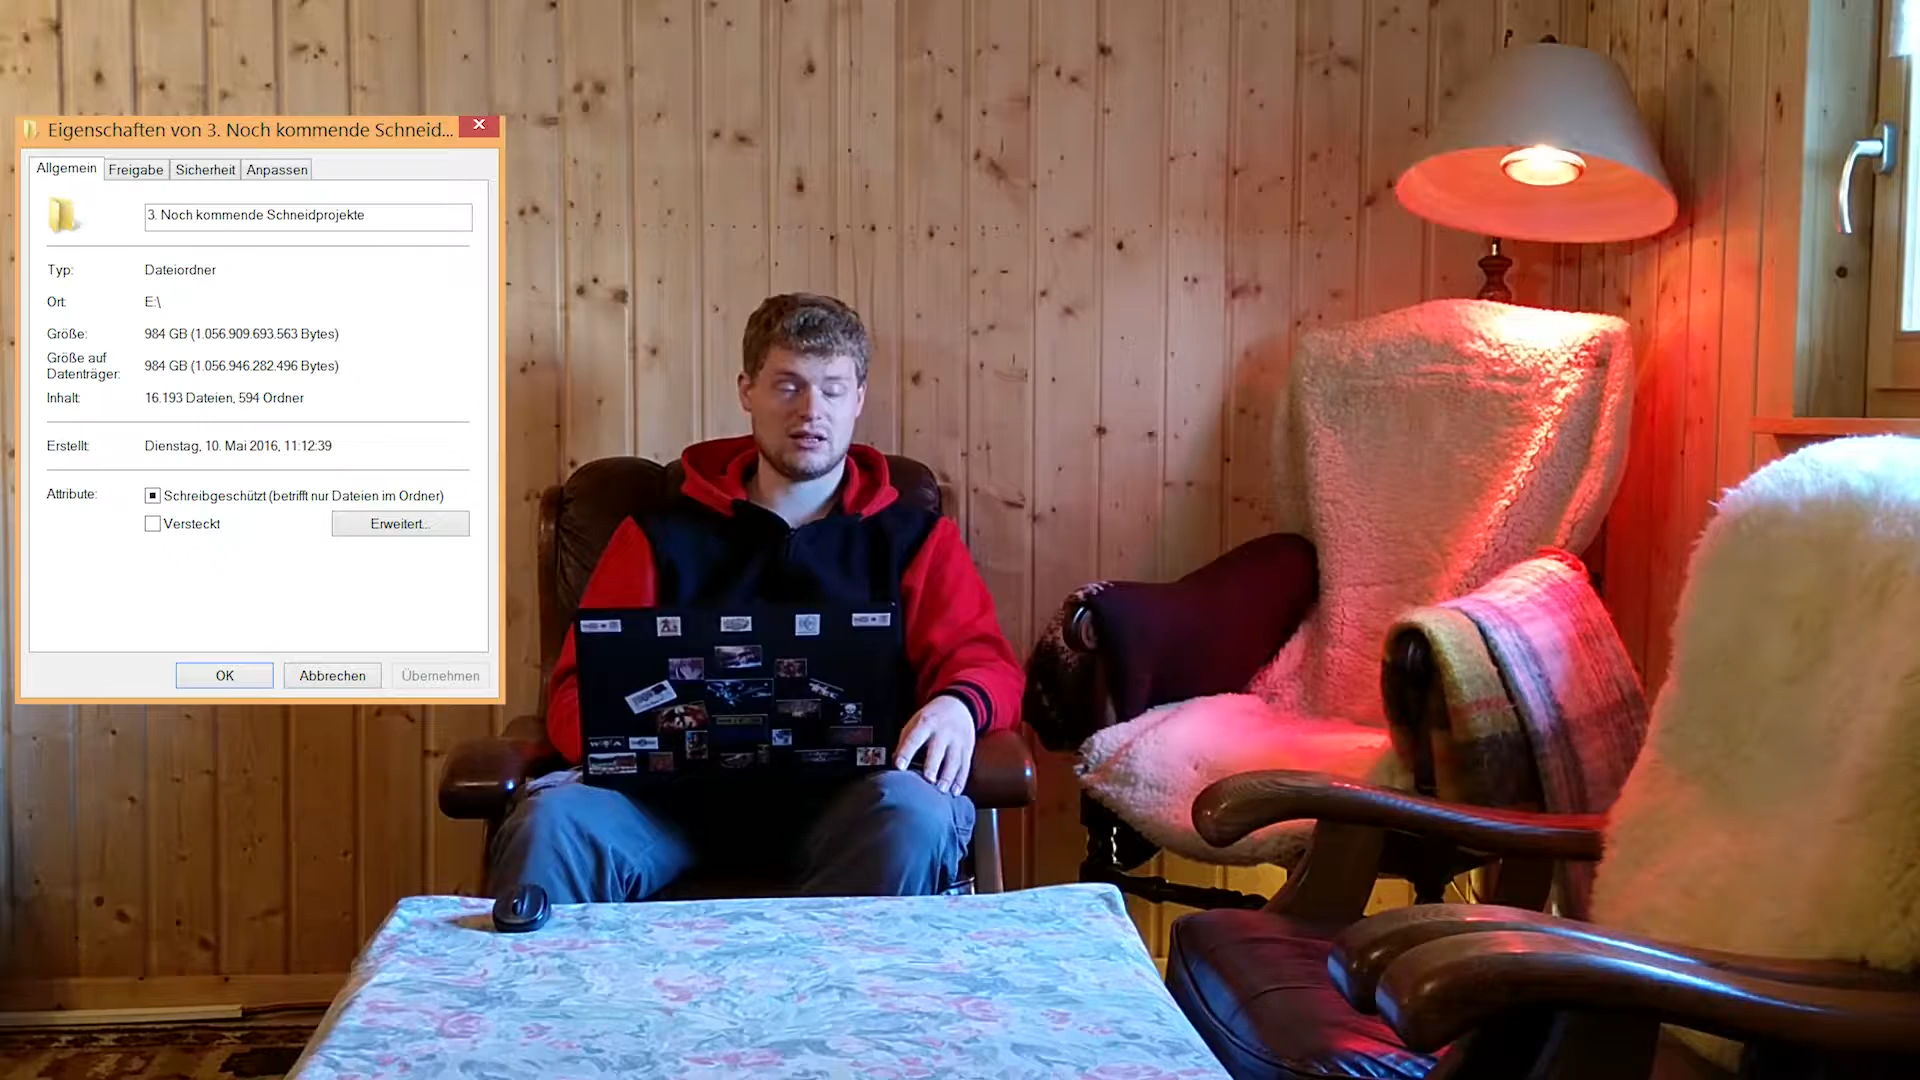 Eigenschaften von 3. Noch kommende Schneid...
Allgemein Freigabe Sicherheit Anpassen
3. Noch kommende Schneidprojekte
Typ: Dateiordner
Ort: E:\
Größe: 984 GB (1.056.909.693.563 Bytes)
Größe auf Datenträger: 984 GB (1.056.946.282.496 Bytes)
Inhalt: 16.193 Dateien, 594 Ordner
Erstellt: Dienstag, 10. Mai 2016, 11:12:39
Attribute: Schreibgeschützt (betrifft nur Dateien im Ordner)
Versteckt Erweitert...
OK Abbrechen Übernehmen